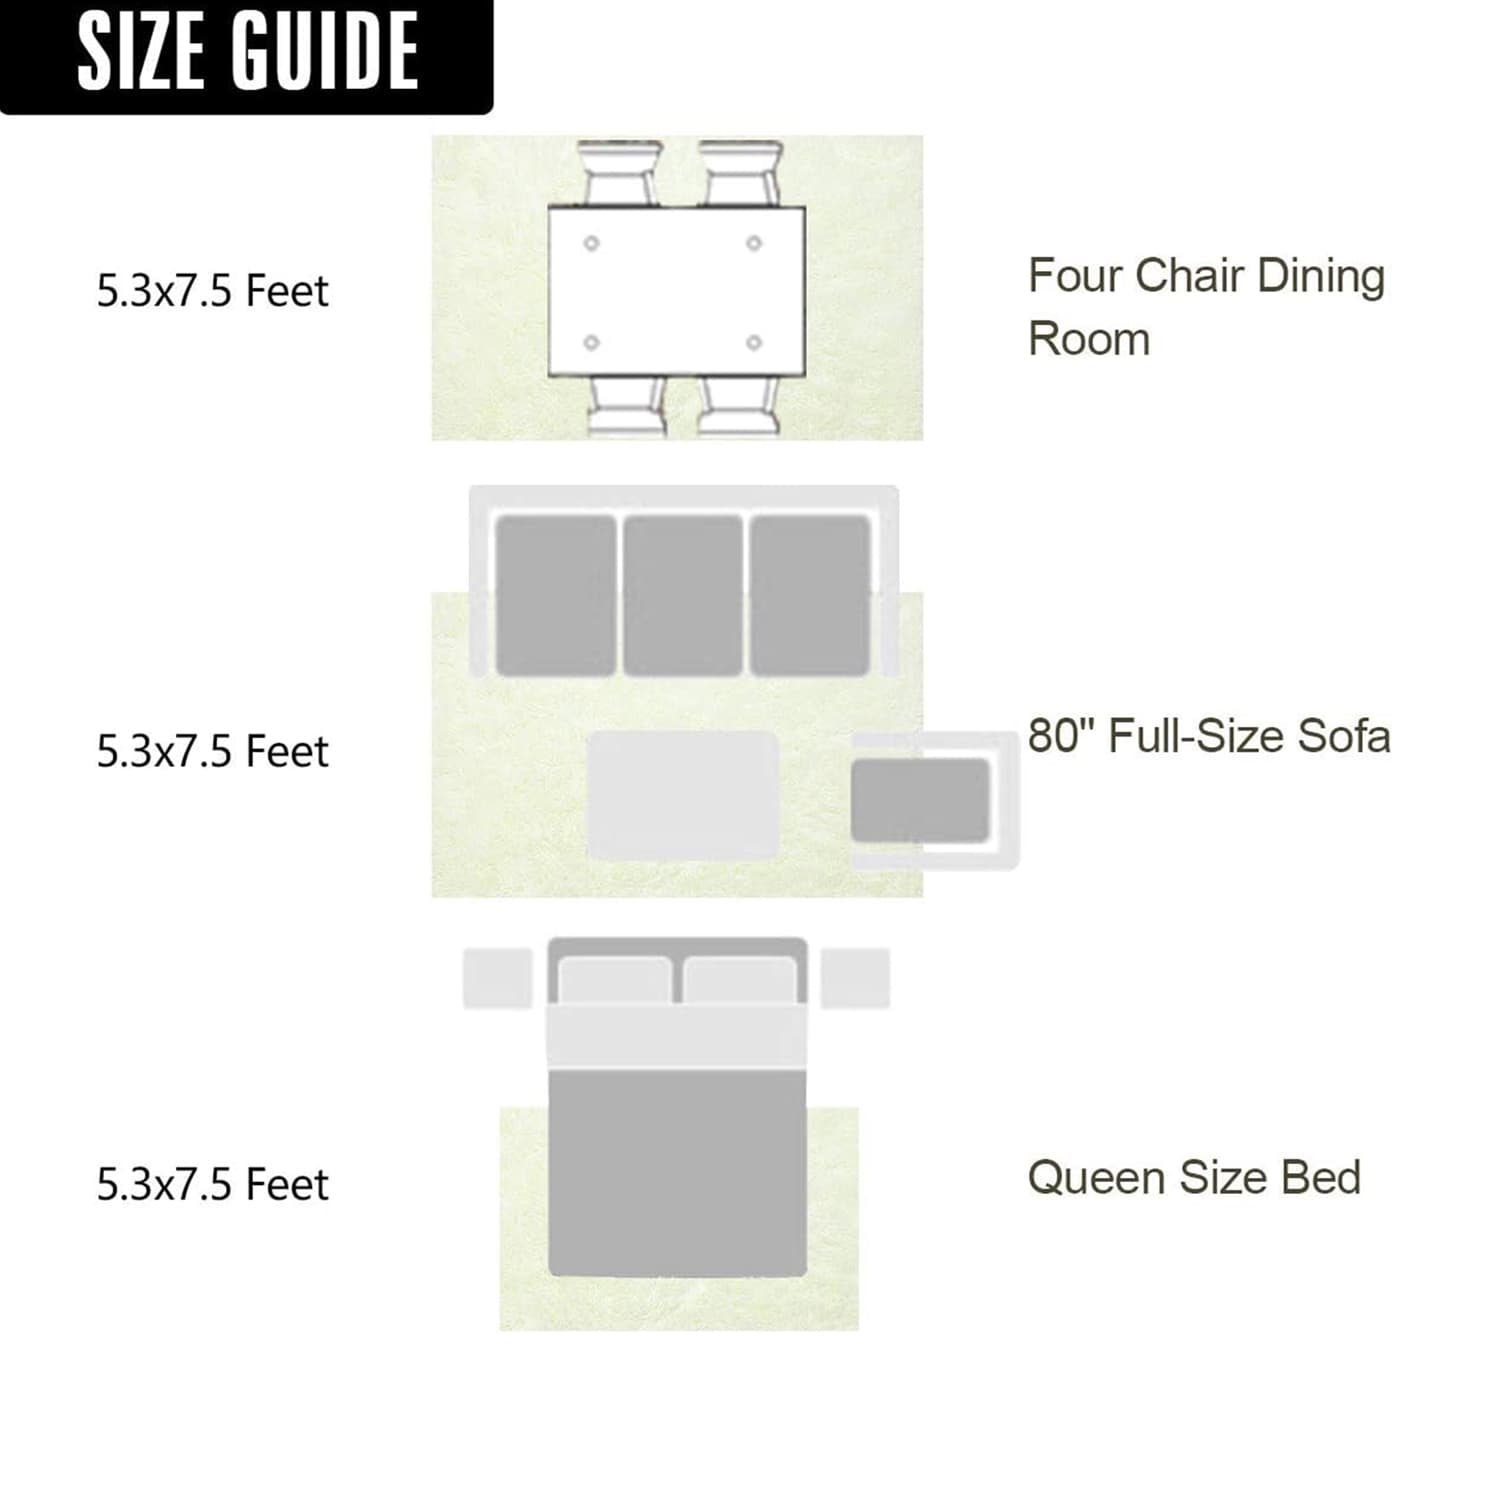 SIZE GUIDE
5.3x7.5 Feet
Four Chair Dining
Room
5.3x7.5 Feet
80" Full-Size Sofa
5.3x7.5 Feet
Queen Size Bed